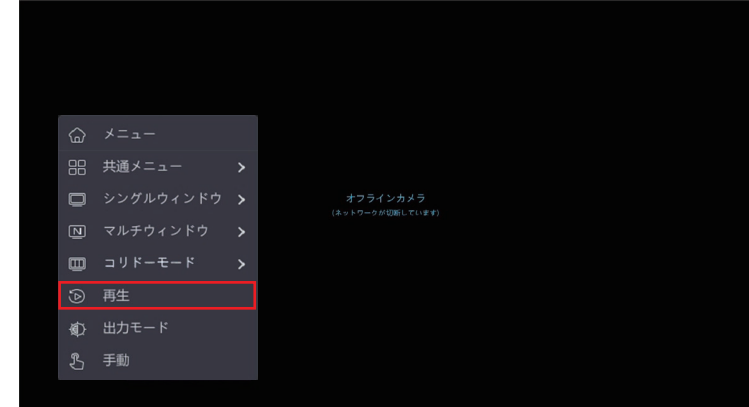 メニュー
共通メニュー
シングルウィンドウ
マルチウィンドウ
コリドーモード
再生
出力モード
手動
オフラインカメラ
(ネットワークが切断しています)